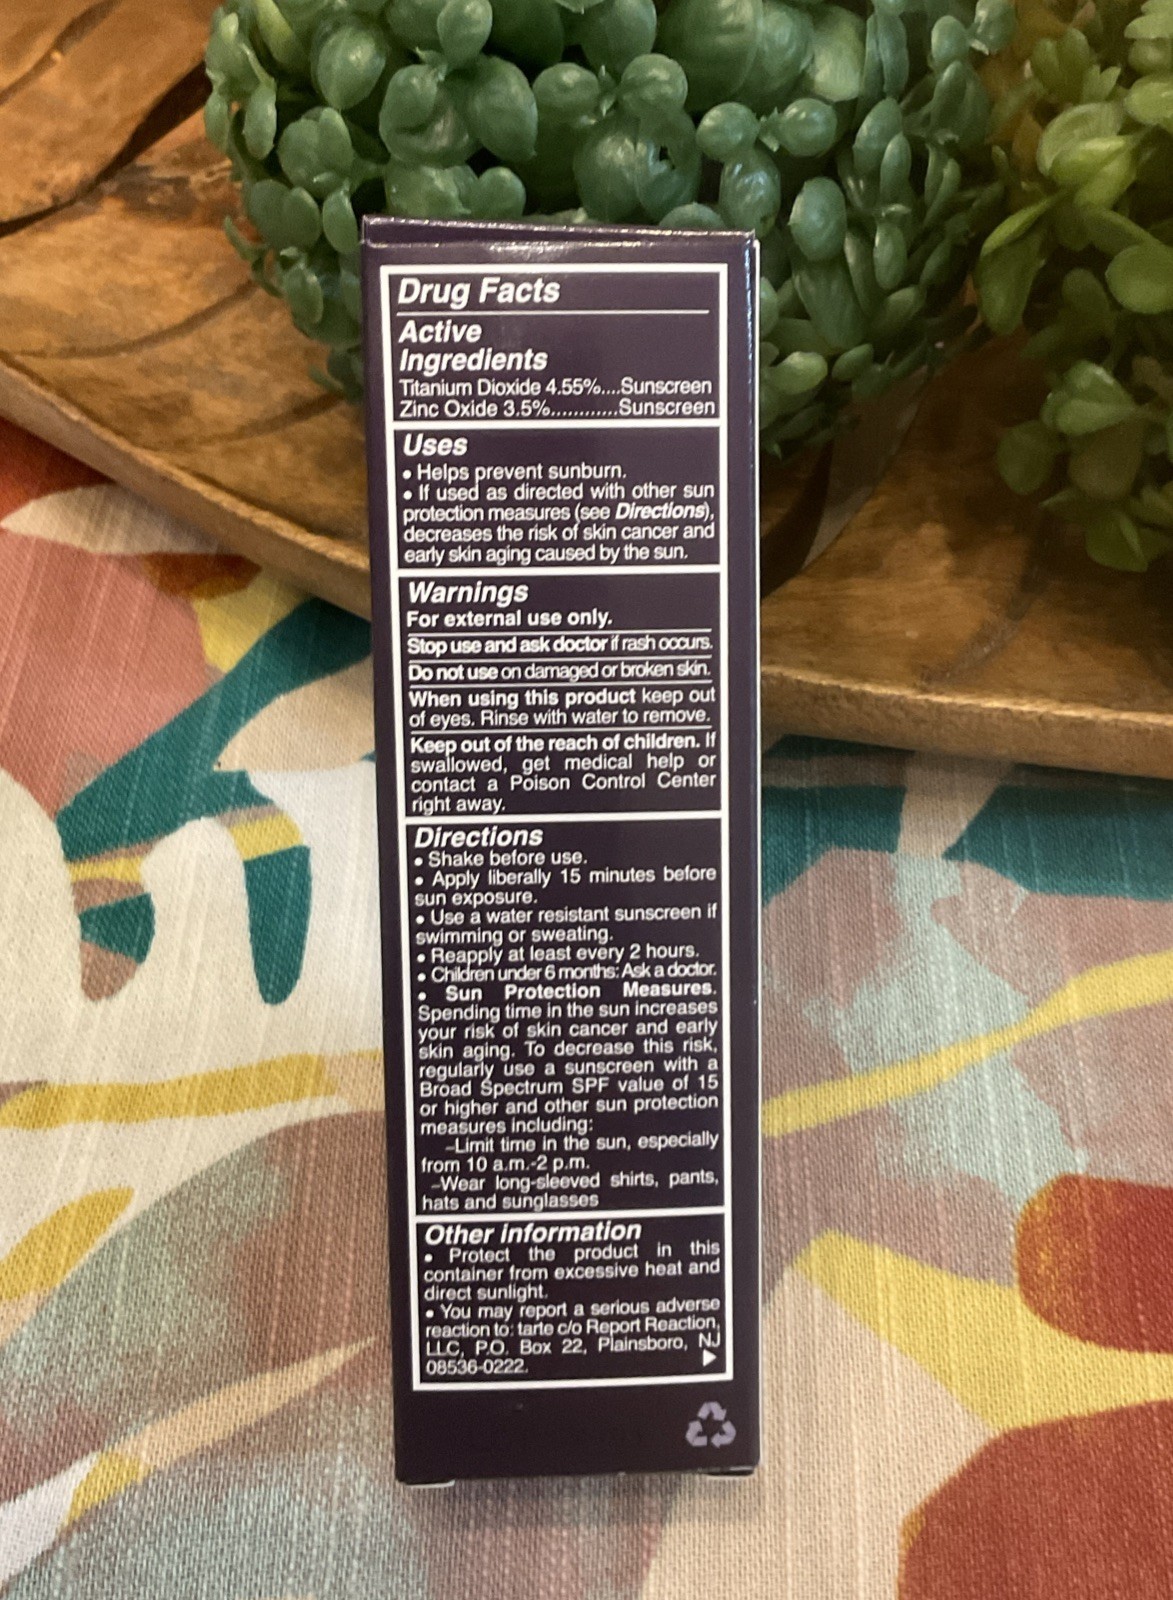 Drug Facts
Active
Ingredients
Titanium Dioxide 4.55%....Sunscreen
Zinc Oxide 3.5%............Sunscreen
Uses
• Helps prevent sunburn.
• If used as directed with other sun
protection measures (see Directions),
decreases the risk of skin cancer and
early skin aging caused by the sun.
Warnings
For external use only.
Stop use and ask doctor if rash occurs.
Do not use on damaged or broken skin.
When using this product keep out
of eyes. Rinse with water to remove.
Keep out of the reach of children. If
swallowed, get medical help or
contact a Poison Control Center
right away.
Directions
• Shake before use.
• Apply liberally 15 minutes before
sun exposure.
• Use a water resistant sunscreen if
swimming or sweating.
• Reapply at least every 2 hours.
• Children under 6 months: Ask a doctor.
• Sun Protection Measures.
Spending time in the sun increases
your risk of skin cancer and early
skin aging. To decrease this risk,
regularly use a sunscreen with a
Broad Spectrum SPF value of 15
or higher and other sun protection
measures including:
–Limit time in the sun, especially
from 10 a.m.-2 p.m.
–Wear long-sleeved shirts, pants,
hats and sunglasses
Other information
• Protect the product in this
container from excessive heat and
direct sunlight.
• You may report a serious adverse
reaction to: tarte c/o Report Reaction,
LLC, P.O. Box 22, Plainsboro, NJ
08536-0222.